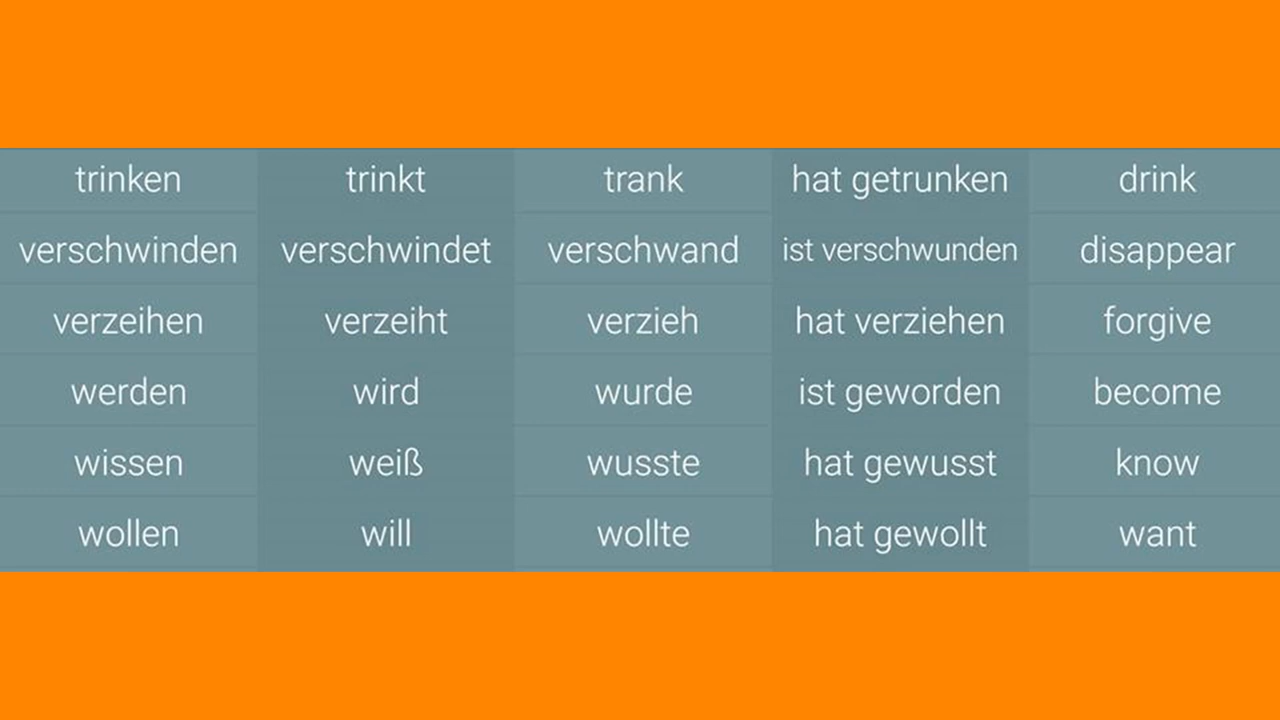 trinken trinkt trank hat getrunken drink
verschwinden verschwindet verschwand ist verschwunden disappear
verzeihen verzeiht verzieh hat verziehen forgive
werden wird wurde ist geworden become
wissen weiß wusste hat gewusst know
wollen will wollte hat gewollt want